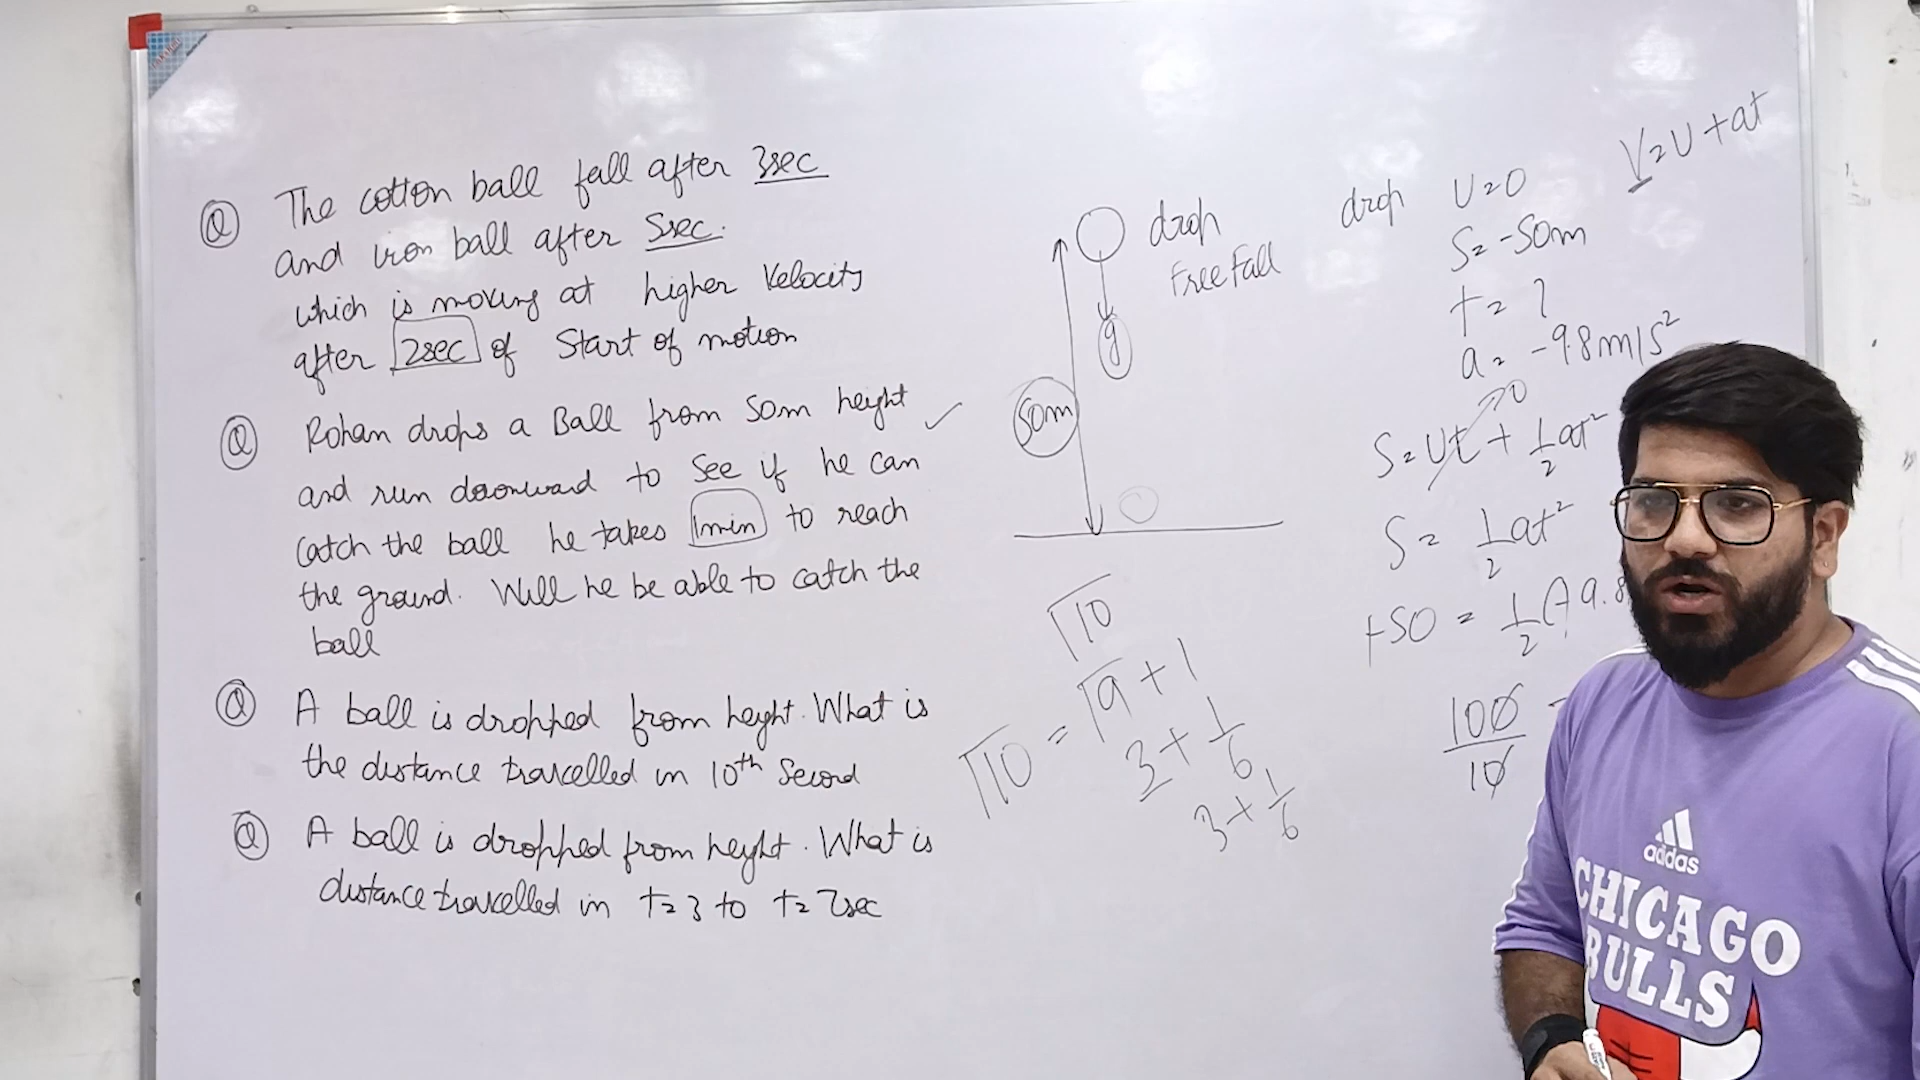 Q The cotton ball fall after 3sec
and iron ball after 5sec.
which is moving at higher Velocity
after 2sec of Start of motion
Q Rohan drops a Ball from 50m height
and run downward to see if he can
catch the ball he takes 1min to reach
the ground. Will he be able to catch the
ball
Q A ball is dropped from height. What is
the distance travelled in 10th Second
Q A ball is dropped from height. What is
distance travelled in t=3 to t=7sec
drop
Free Fall
g
50m
√10
√10 = √9+1
3+1/6
3+1/6
drop U=0
S=-50m
t=?
a=-9.8m/s²
V=U+at
S=Ut+1/2at²
0
S=1/2at²
+50=1/2(+9.8
100/10
adidas
CHICAGO
BULLS